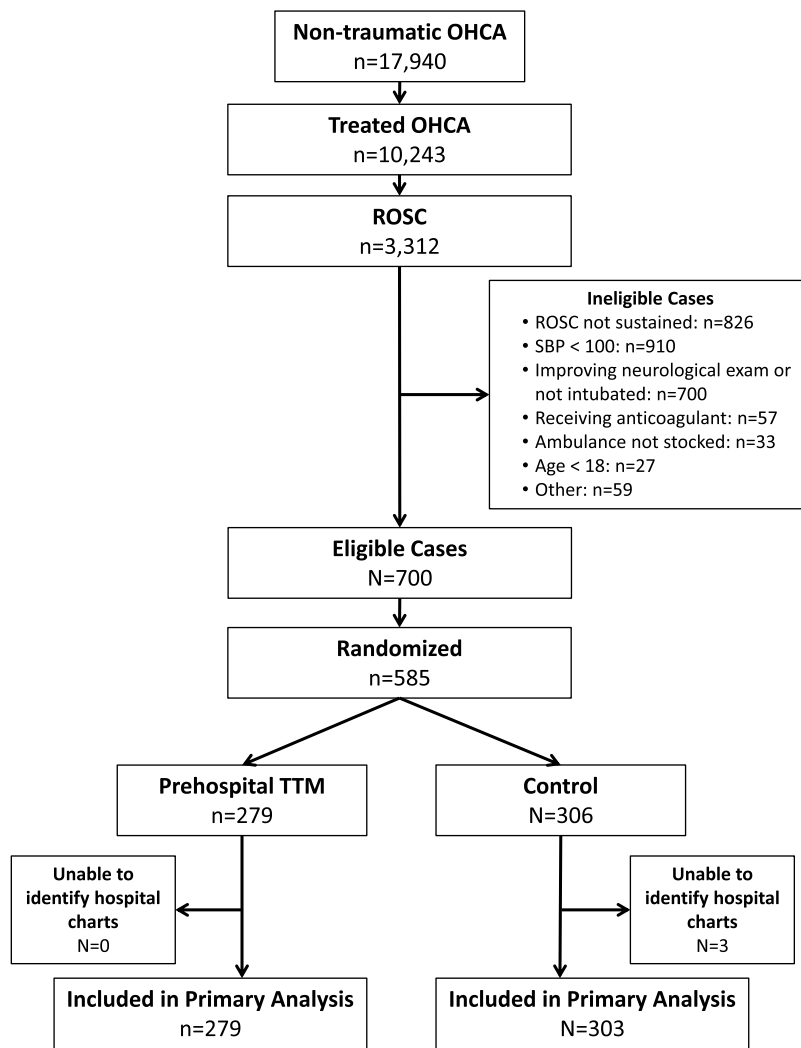 Non-traumatic OHCA
n=17,940
Treated OHCA
n=10,243
ROSC
n=3,312
Ineligible Cases
• ROSC not sustained: n=826
• SBP < 100: n=910
• Improving neurological exam or
not intubated: n=700
• Receiving anticoagulant: n=57
• Ambulance not stocked: n=33
• Age < 18: n=27
• Other: n=59
Eligible Cases
N=700
Randomized
n=585
Prehospital TTM
n=279
Control
N=306
Unable to
identify hospital
charts
N=0
Unable to
identify hospital
charts
N=3
Included in Primary Analysis
n=279
Included in Primary Analysis
N=303